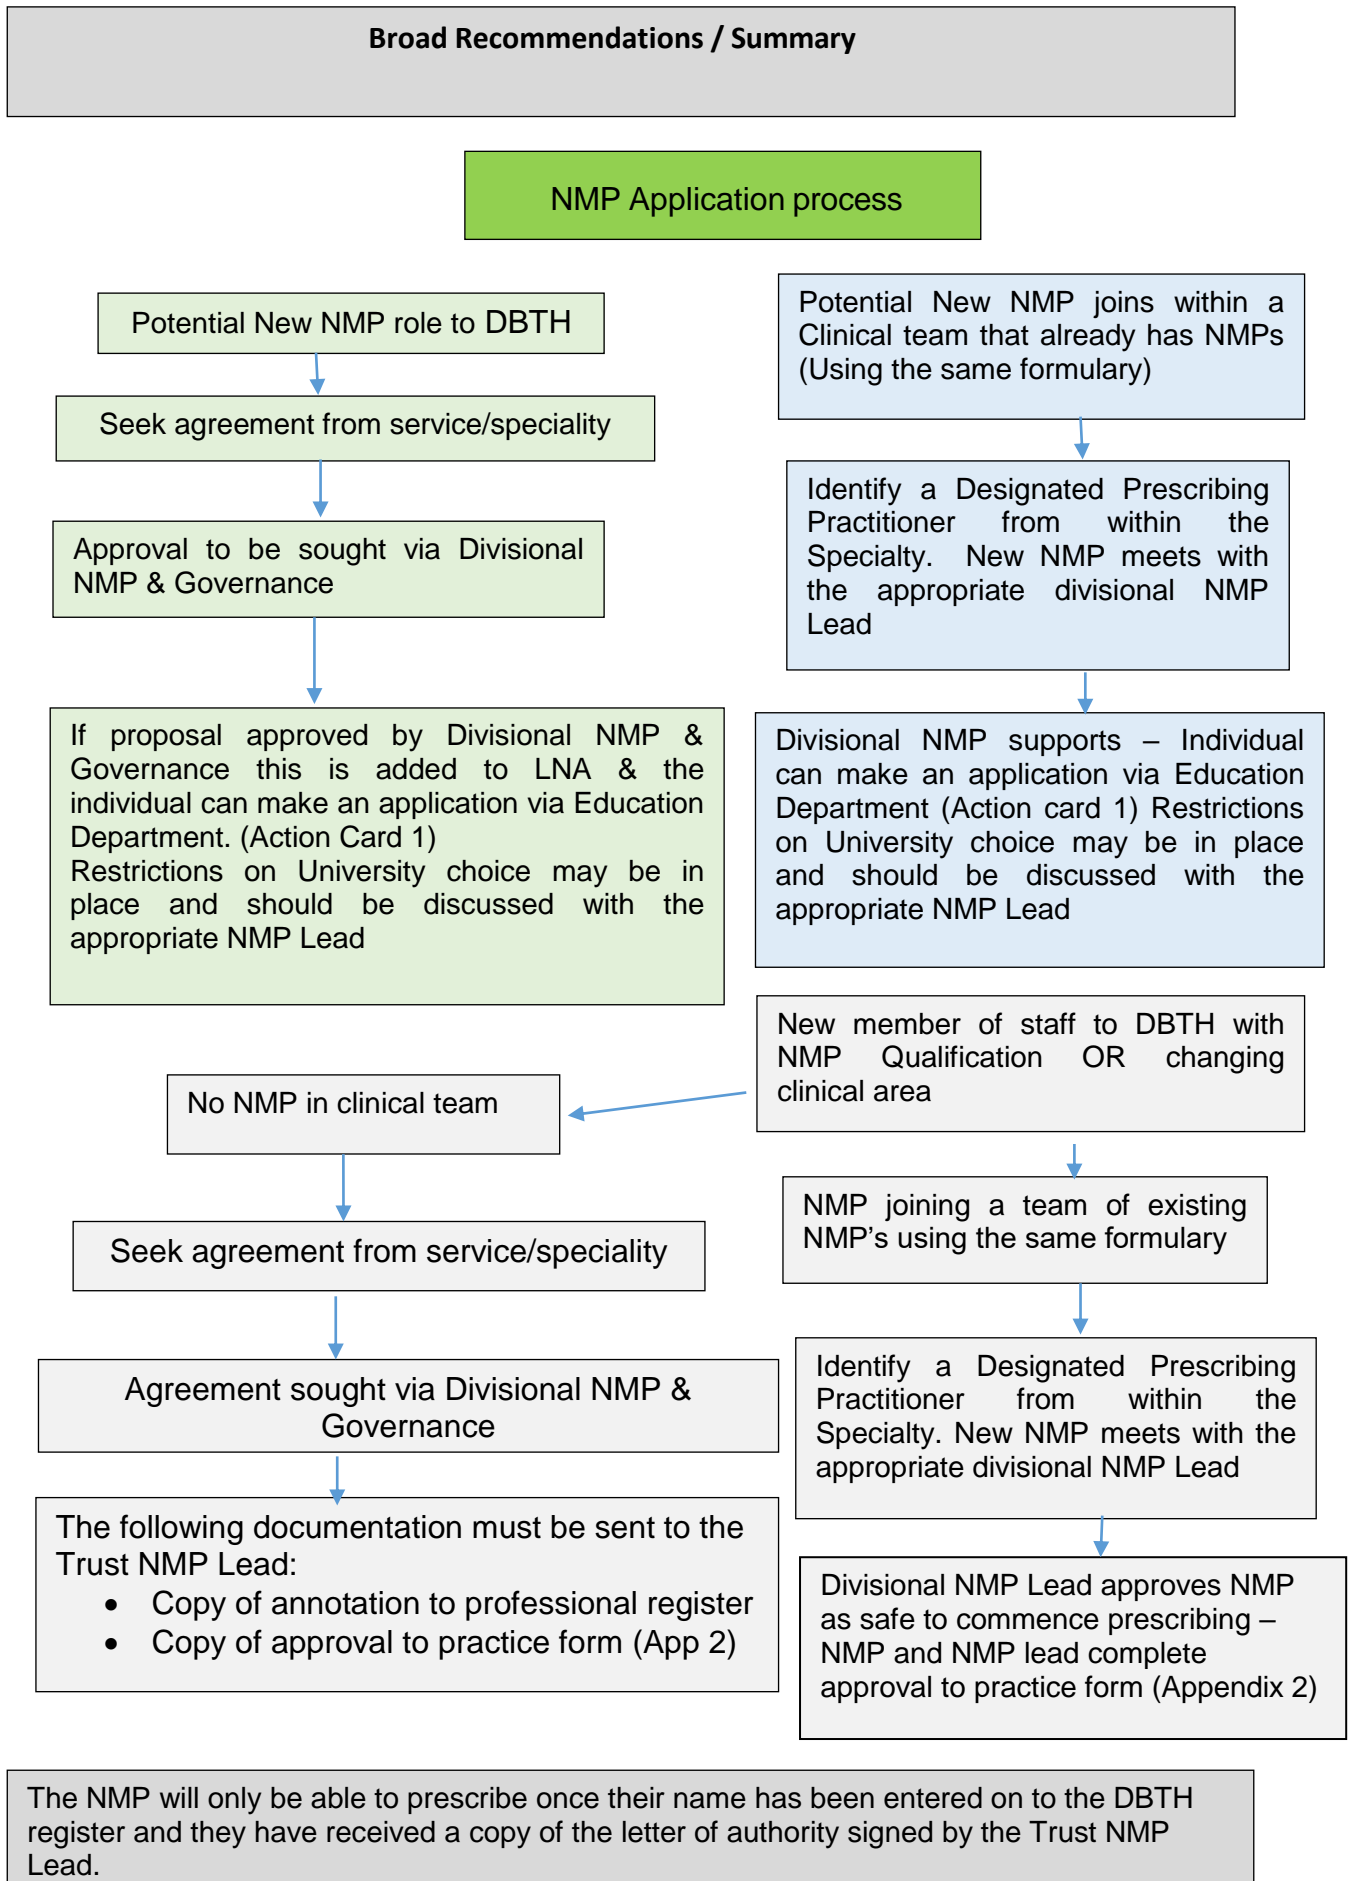 Broad Recommendations / Summary
NMP Application process
Potential New NMP role to DBTH
Seek agreement from service/speciality
Approval to be sought via Divisional
NMP & Governance
If proposal approved by Divisional NMP &
Governance this is added to LNA & the
individual can make an application via Education
Department. (Action Card 1)
Restrictions on University choice may be in
place and should be discussed with the
appropriate NMP Lead
Potential New NMP joins within a
Clinical team that already has NMPs
(Using the same formulary)
Identify a Designated Prescribing
Practitioner from within the
Specialty. New NMP meets with
the appropriate divisional NMP
Lead
Divisional NMP supports – Individual
can make an application via Education
Department (Action card 1) Restrictions
on University choice may be in place
and should be discussed with the
appropriate NMP Lead
New member of staff to DBTH with
NMP Qualification OR changing
clinical area
No NMP in clinical team
Seek agreement from service/speciality
Agreement sought via Divisional NMP &
Governance
The following documentation must be sent to the
Trust NMP Lead:
• Copy of annotation to professional register
• Copy of approval to practice form (App 2)
NMP joining a team of existing
NMP’s using the same formulary
Identify a Designated Prescribing
Practitioner from within the
Specialty. New NMP meets with the
appropriate divisional NMP Lead
Divisional NMP Lead approves NMP
as safe to commence prescribing –
NMP and NMP lead complete
approval to practice form (Appendix 2)
The NMP will only be able to prescribe once their name has been entered on to the DBTH
register and they have received a copy of the letter of authority signed by the Trust NMP
Lead.